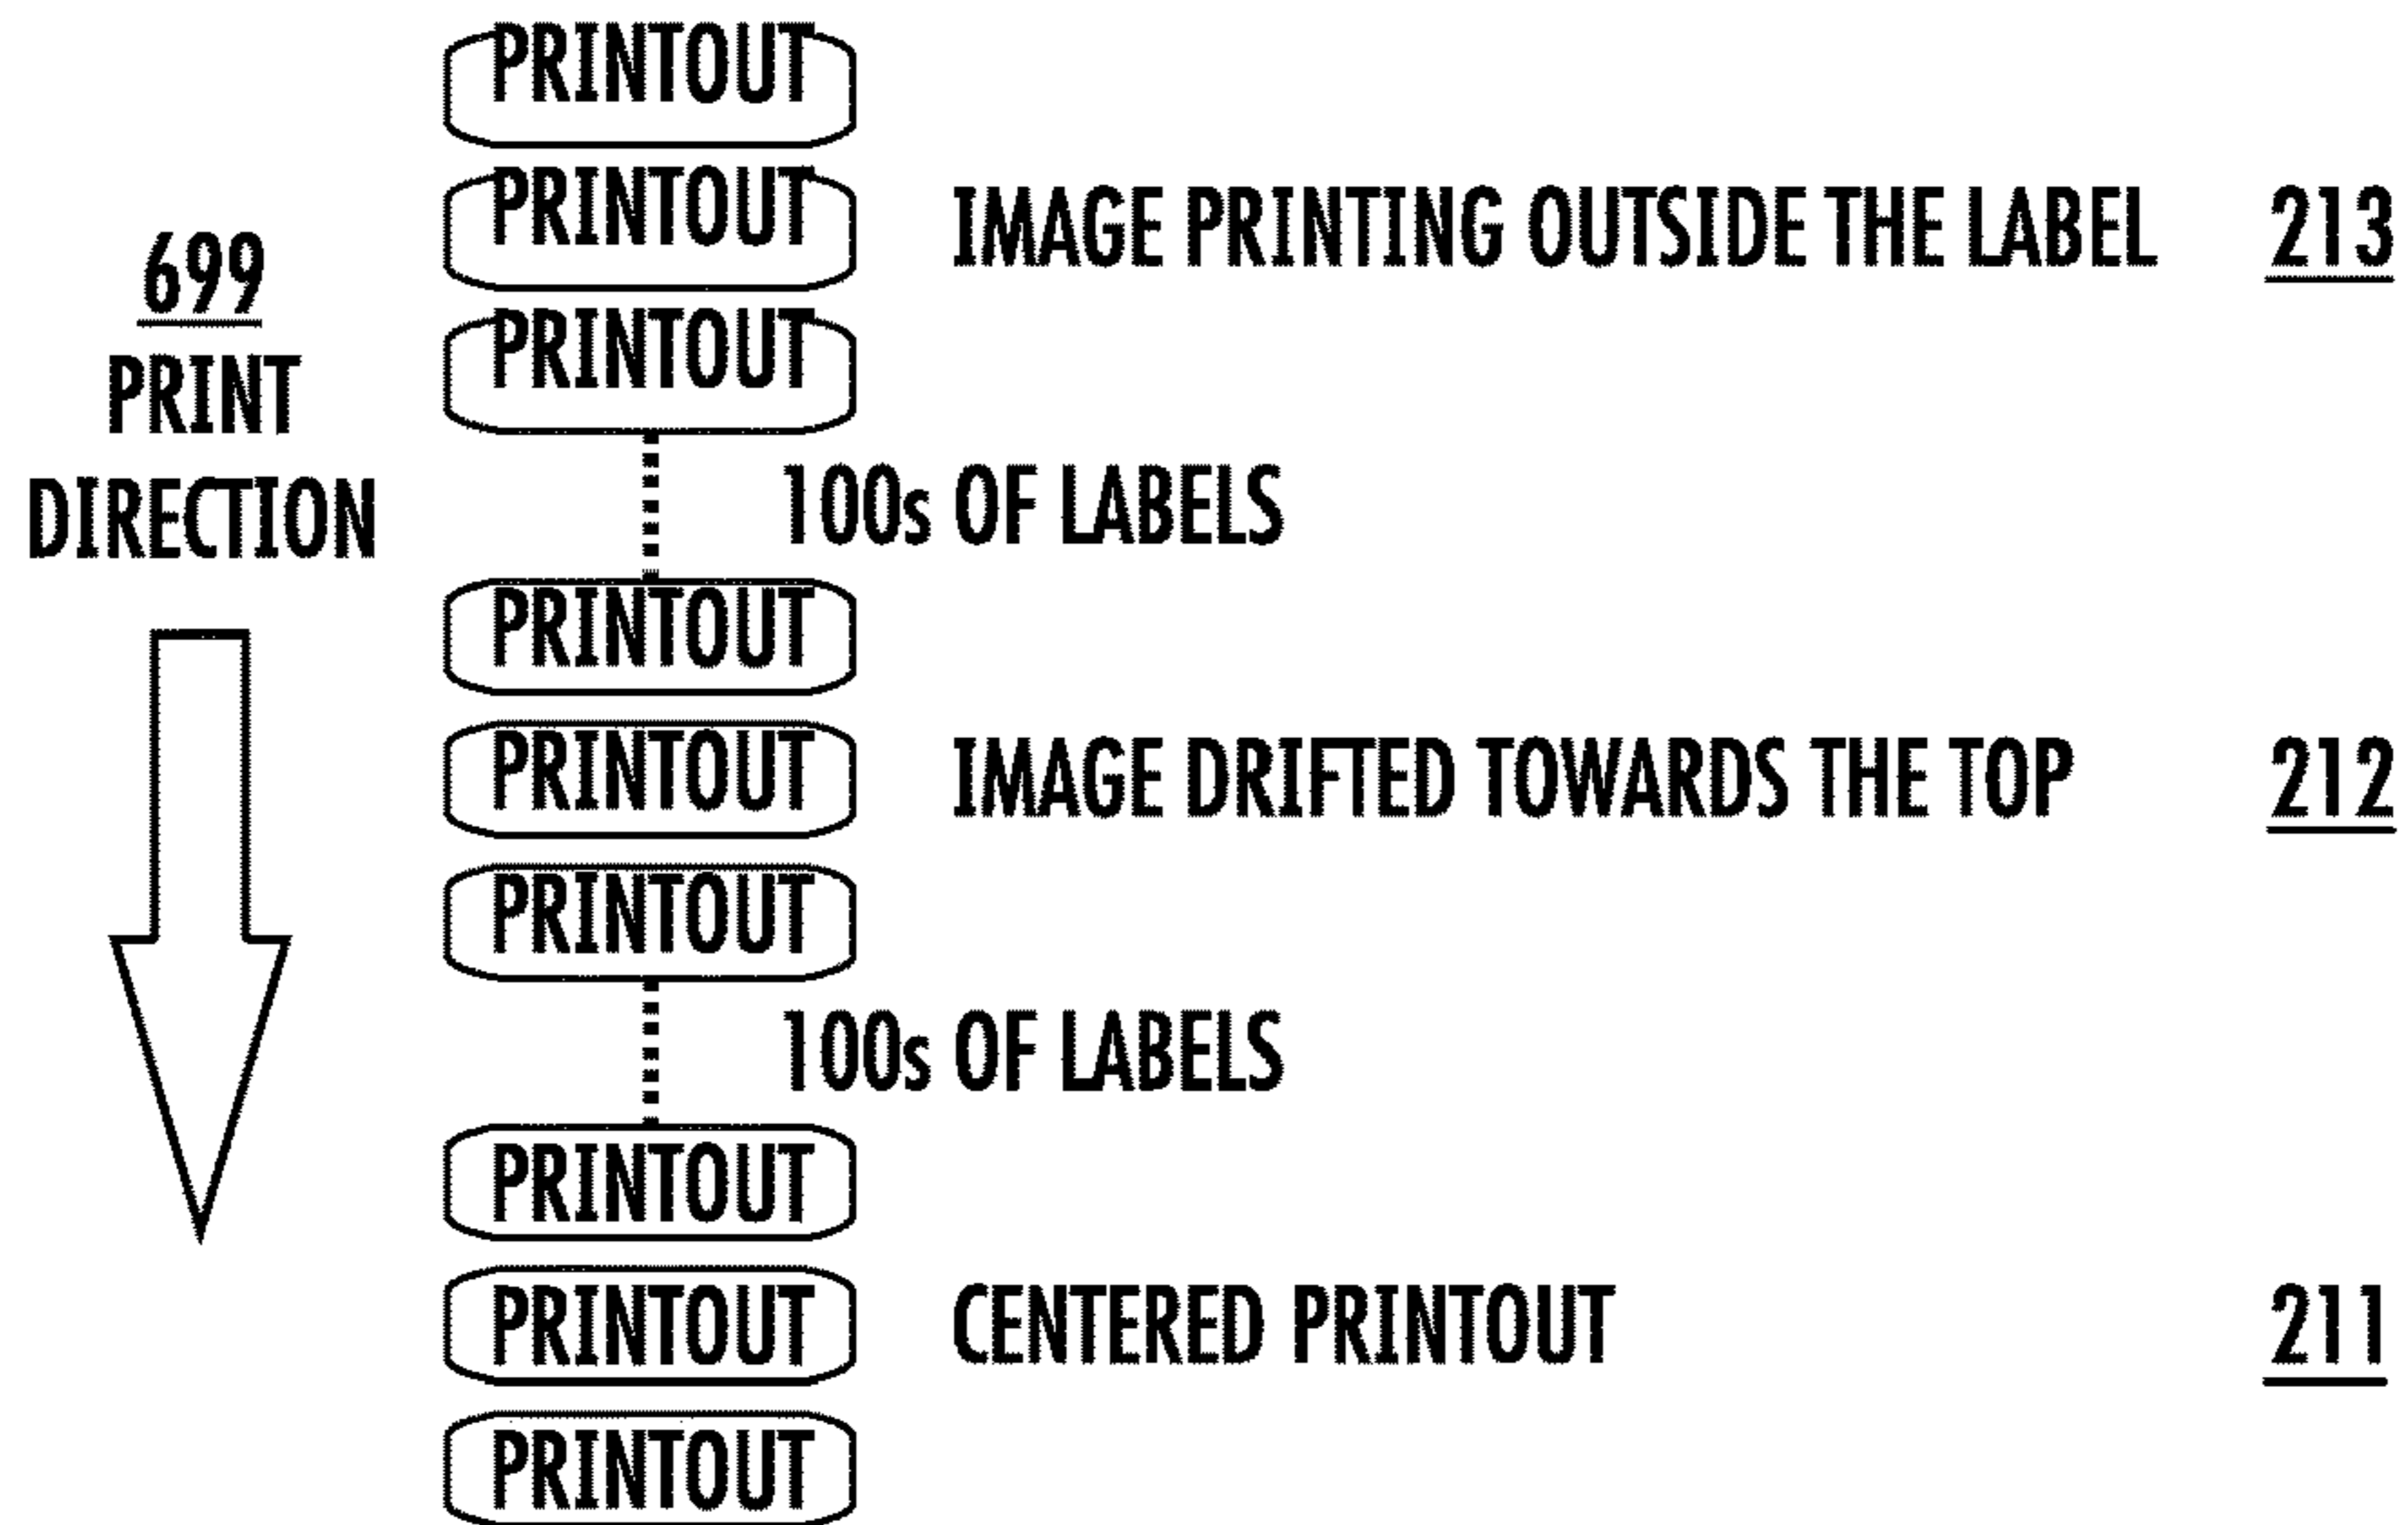 PRINTOUT
PRINTOUT IMAGE PRINTING OUTSIDE THE LABEL 213
699
PRINTOUT
PRINT
DIRECTION
100s OF LABELS
PRINTOUT
PRINTOUT IMAGE DRIFTED TOWARDS THE TOP 212
PRINTOUT
100s OF LABELS
PRINTOUT
PRINTOUT CENTERED PRINTOUT 211
PRINTOUT